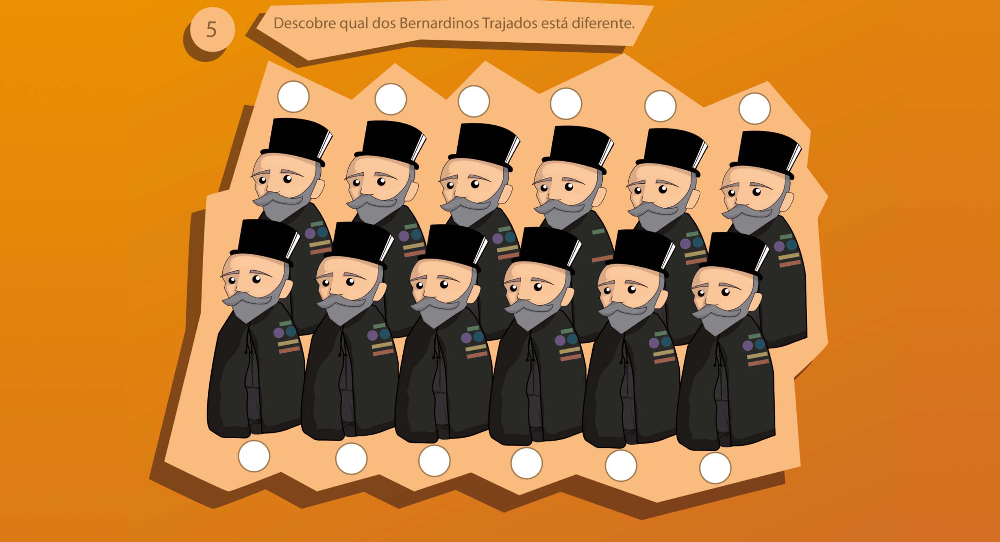 5
Descobre qual dos Bernardinos Trajados está diferente.